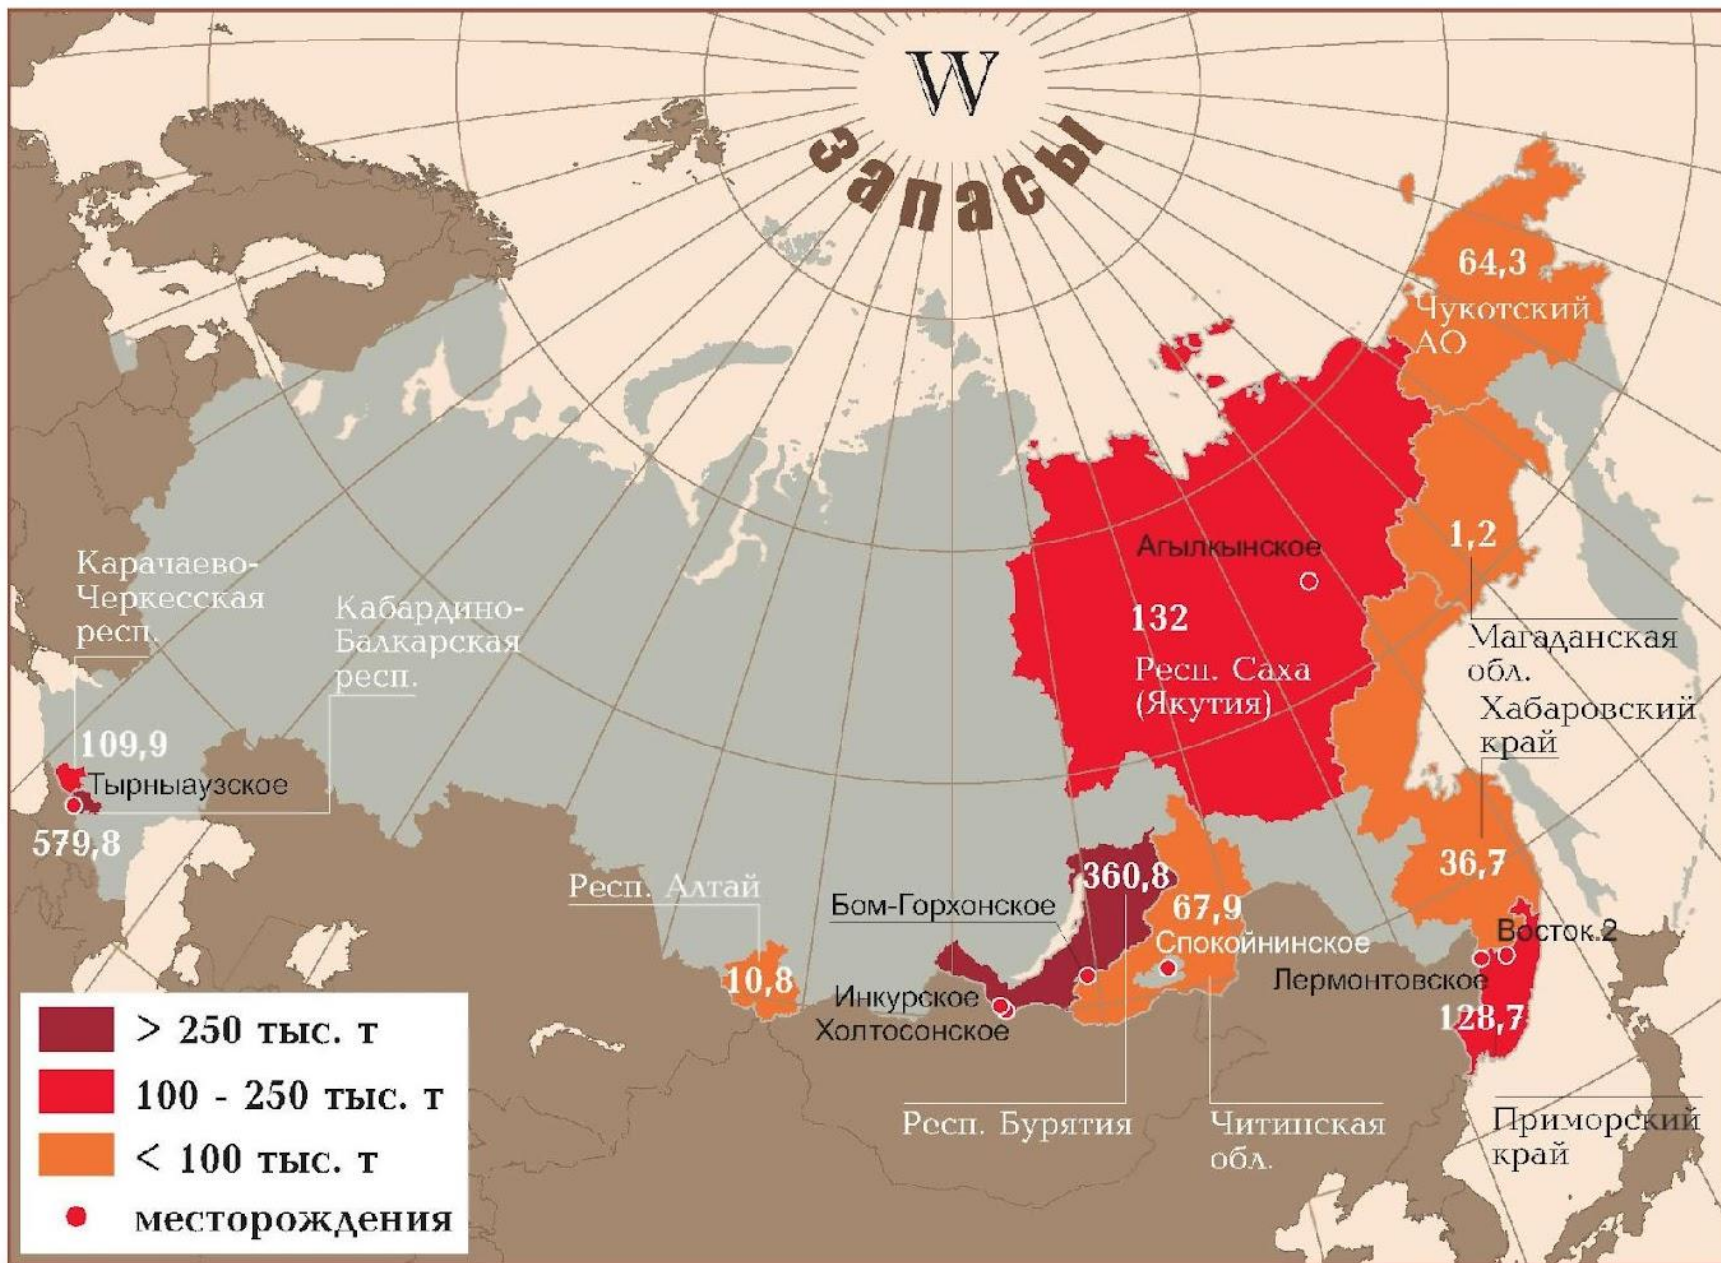 W
Запасы
64,3
Чукотский
АО
Агылкынское
1,2
132
Респ. Саха
(Якутия)
Магаданская
обл.
Хабаровский
край
Карачаево-
Черкесская
респ.
Кабардино-
Балкарская
респ.
109,9
Тырныаузское
579,8
Респ. Алтай
10,8
Бом-Горхонское
360,8
67,9
Спокойнинское
36,7
Восток.2
Лермонтовское
128,7
Инкурское
Холтосонское
Респ. Бурятия
Читинская
обл.
Приморский
край
> 250 тыс. т
100 - 250 тыс. т
< 100 тыс. т
месторождения